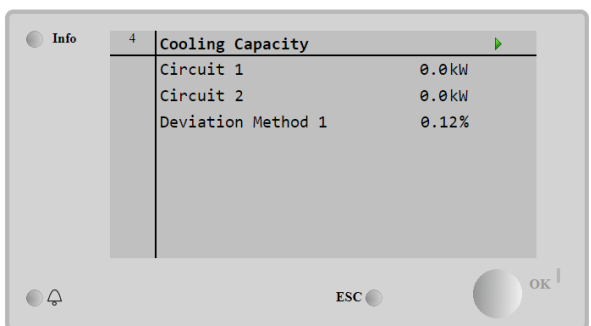 Info
4 Cooling Capacity
Circuit 1 0.0kW
Circuit 2 0.0kW
Deviation Method 1 0.12%
ESC
OK